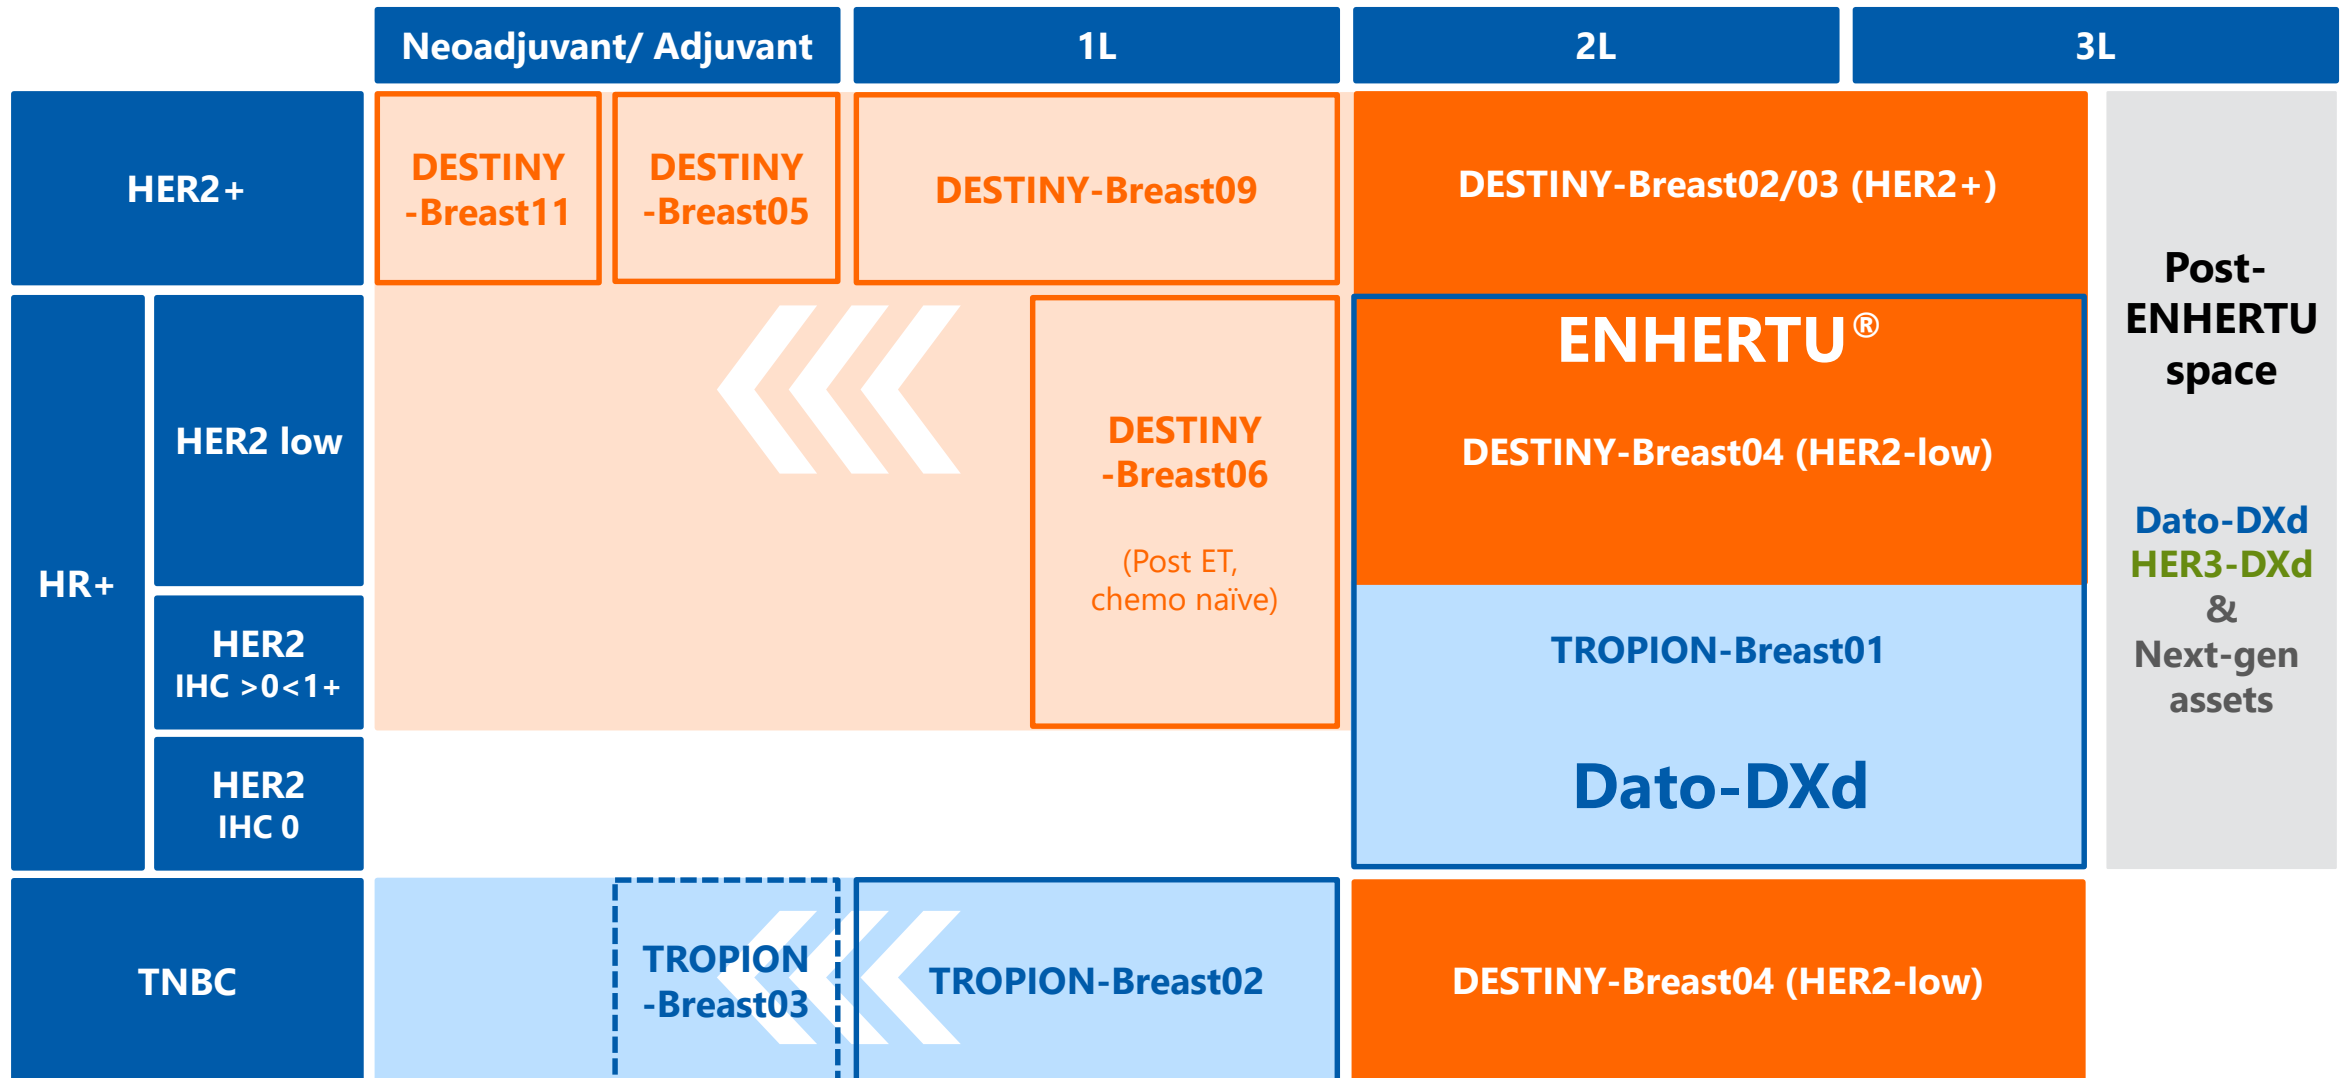 Neoadjuvant/ Adjuvant
1L
2L
3L
HER2+
DESTINY
-Breast11
DESTINY
-Breast05
DESTINY-Breast09
DESTINY-Breast02/03 (HER2+)
HR+
HER2 low
HER2
IHC >0<1+
HER2
IHC 0
DESTINY
-Breast06
(Post ET,
chemo naïve)
ENHERTU®
DESTINY-Breast04 (HER2-low)
TROPION-Breast01
Dato-DXd
Post-
ENHERTU
space
Dato-DXd
HER3-DXd
&
Next-gen
assets
TNBC
TROPION
-Breast03
TROPION-Breast02
DESTINY-Breast04 (HER2-low)